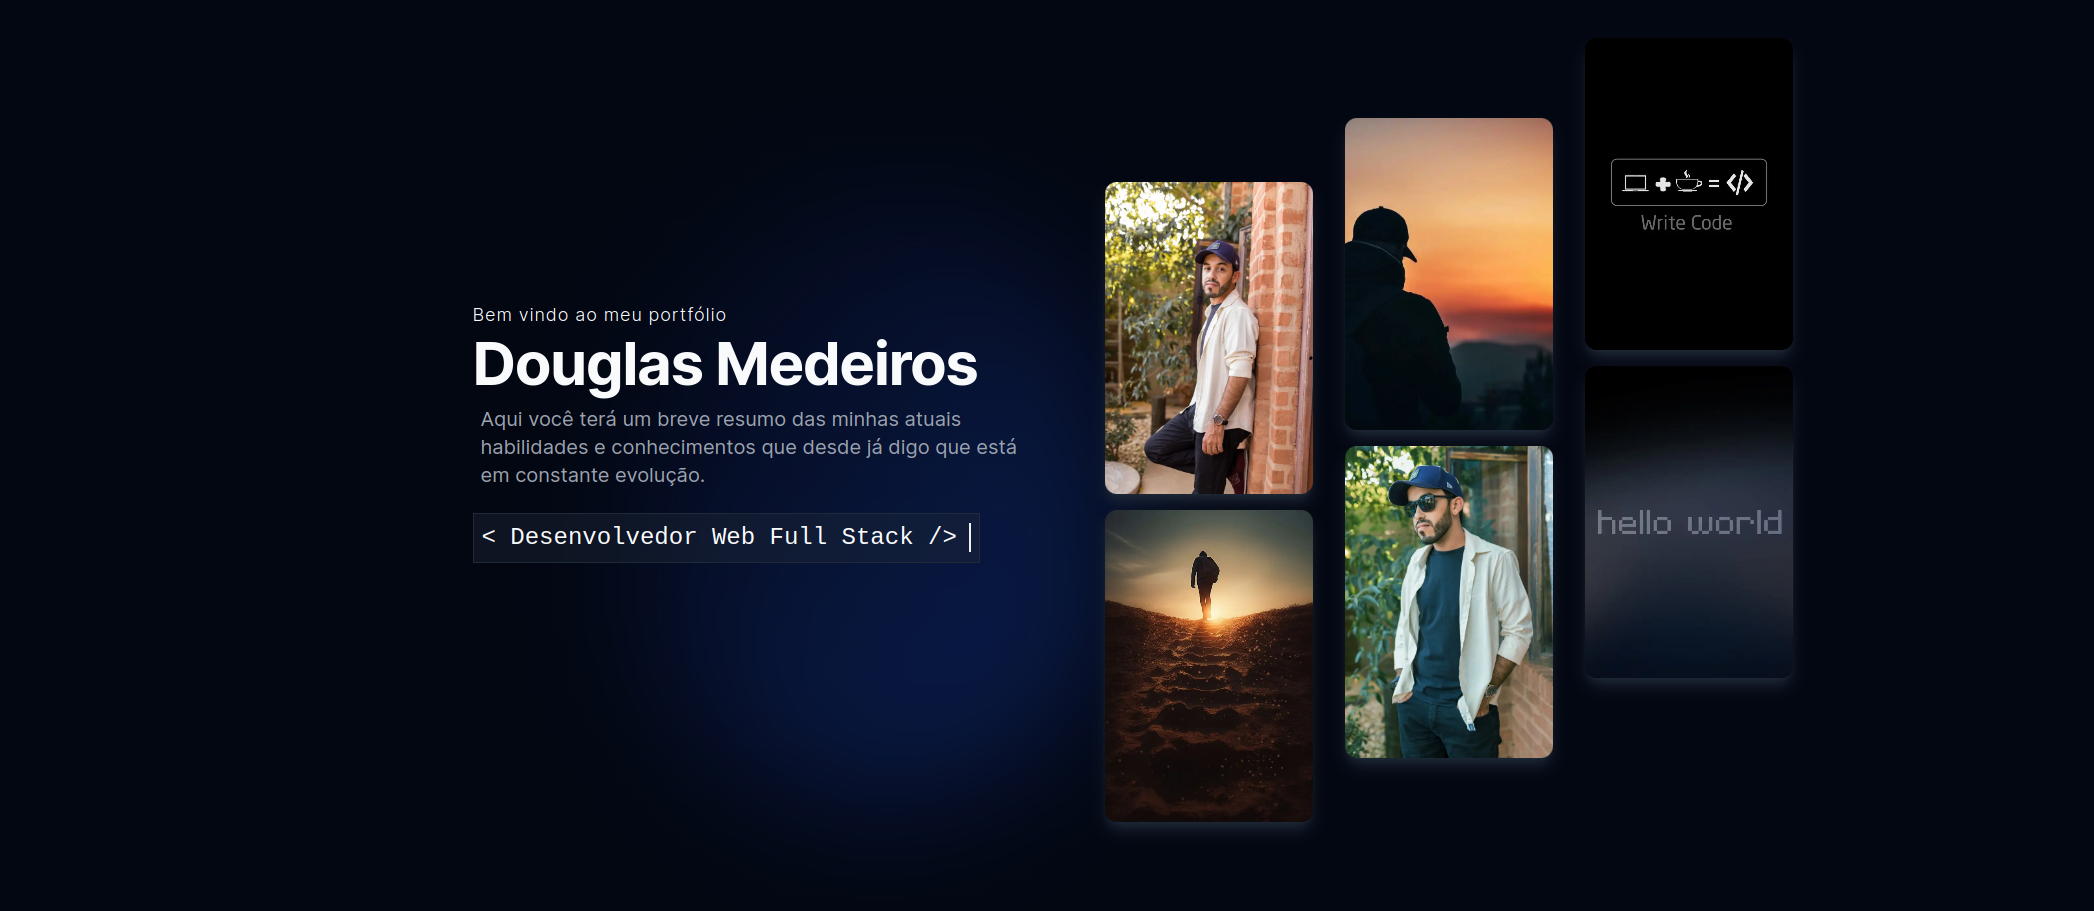 Bem vindo ao meu portfólio
Douglas Medeiros
Aqui você terá um breve resumo das minhas atuais
habilidades e conhecimentos que desde já digo que está
em constante evolução.
< Desenvolvedor Web Full Stack />
+ = </>
Write Code
hello world